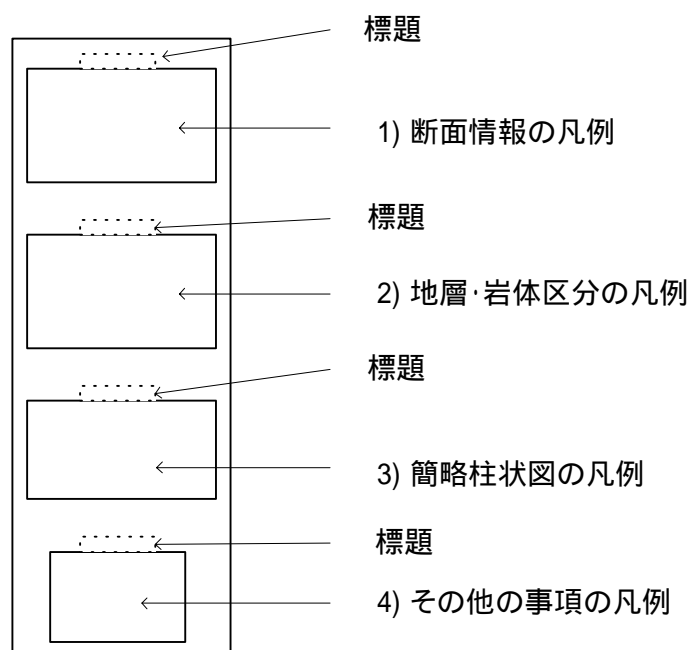 標題
1) 断面情報の凡例
標題
2) 地層･岩体区分の凡例
標題
3) 簡略柱状図の凡例
標題
4) その他の事項の凡例